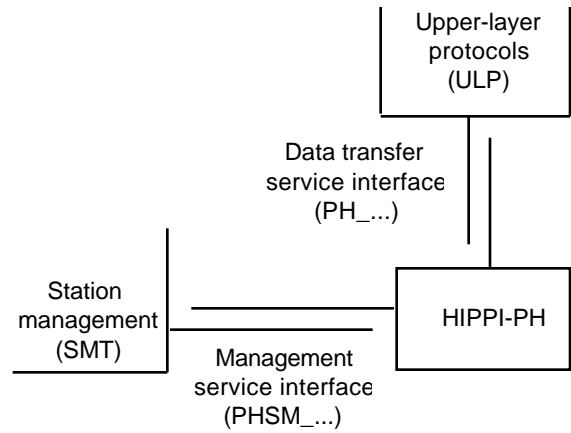 Upper-layer
protocols
(ULP)
Data transfer
service interface
(PH_...)
Station
management
(SMT)
HIPPI-PH
Management
service interface
(PHSM_...)